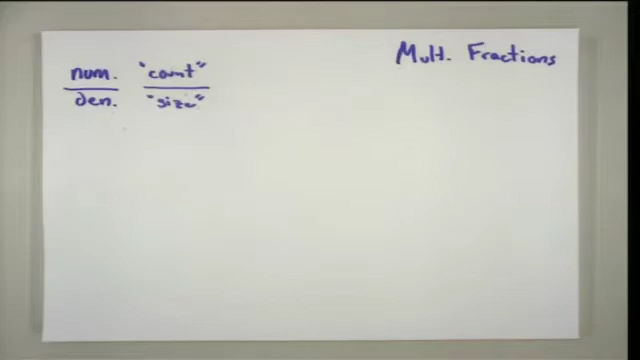 Mult. Fractions
num. "count"
den. "size"